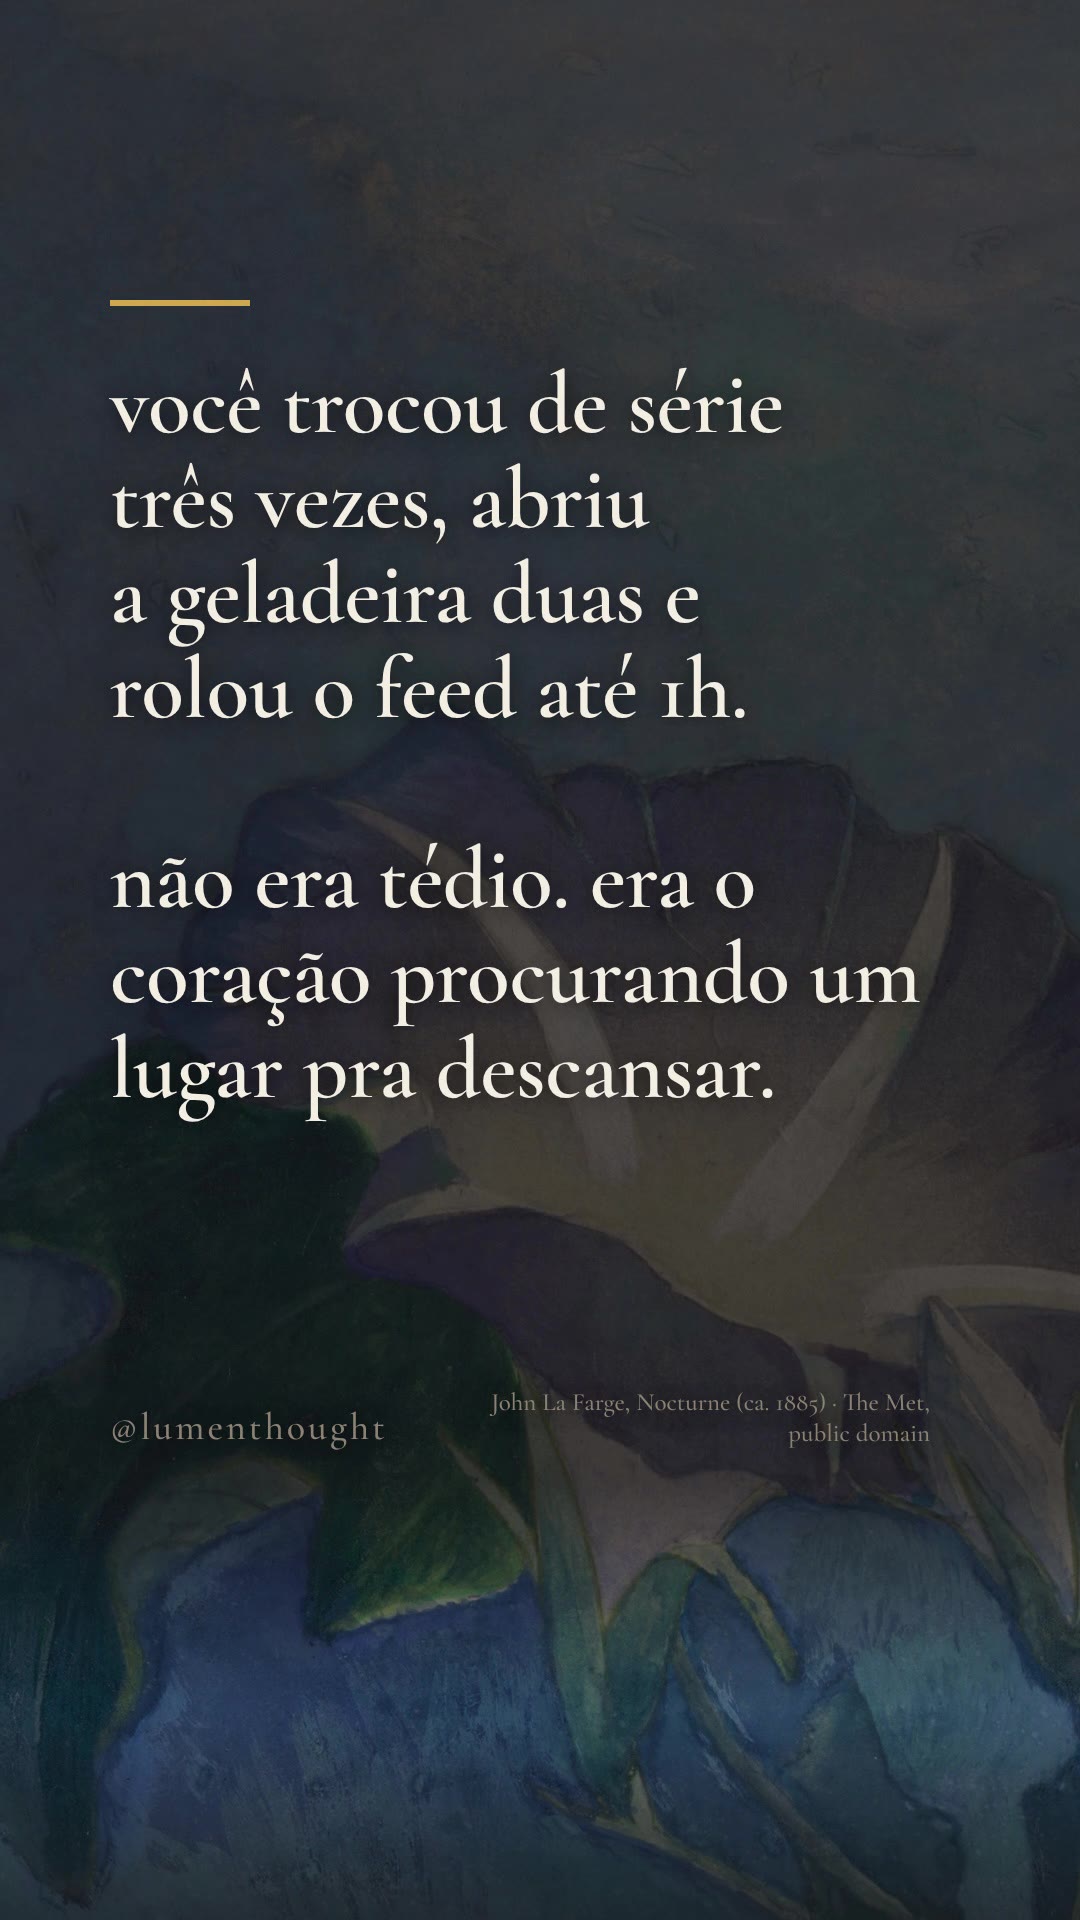 você trocou de série
três vezes, abriu
a geladeira duas e
rolou o feed até 1h.
não era tédio. era o
coração procurando um
lugar pra descansar.
@lumenthought
John La Farge, Nocturne (ca. 1885) · The Met,
public domain